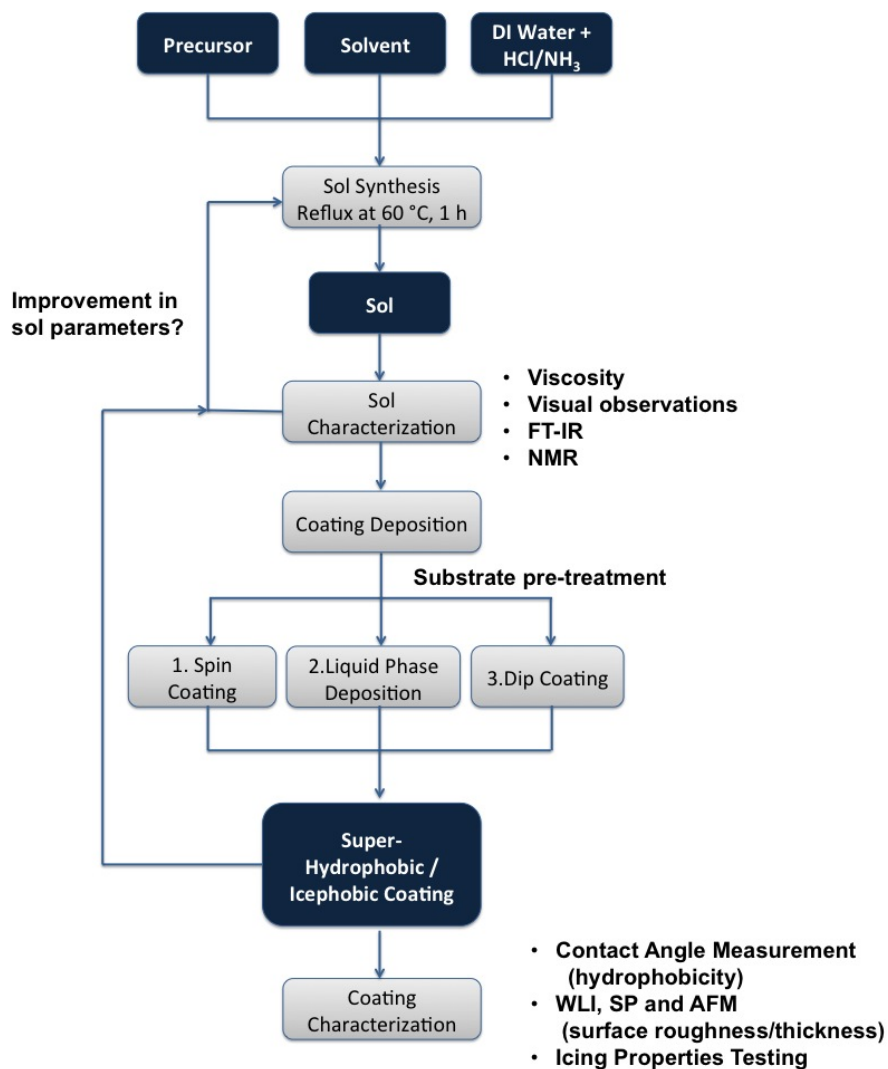 Precursor
Solvent
DI Water +
HCl/NH₃
Sol Synthesis
Reflux at 60 °C, 1 h
Improvement in
sol parameters?
Sol
Sol
Characterization
• Viscosity
• Visual observations
• FT-IR
• NMR
Coating Deposition
Substrate pre-treatment
1. Spin
Coating
2.Liquid Phase
Deposition
3.Dip Coating
Super-
Hydrophobic /
Icephobic Coating
Coating
Characterization
• Contact Angle Measurement
(hydrophobicity)
• WLI, SP and AFM
(surface roughness/thickness)
• Icing Properties Testing